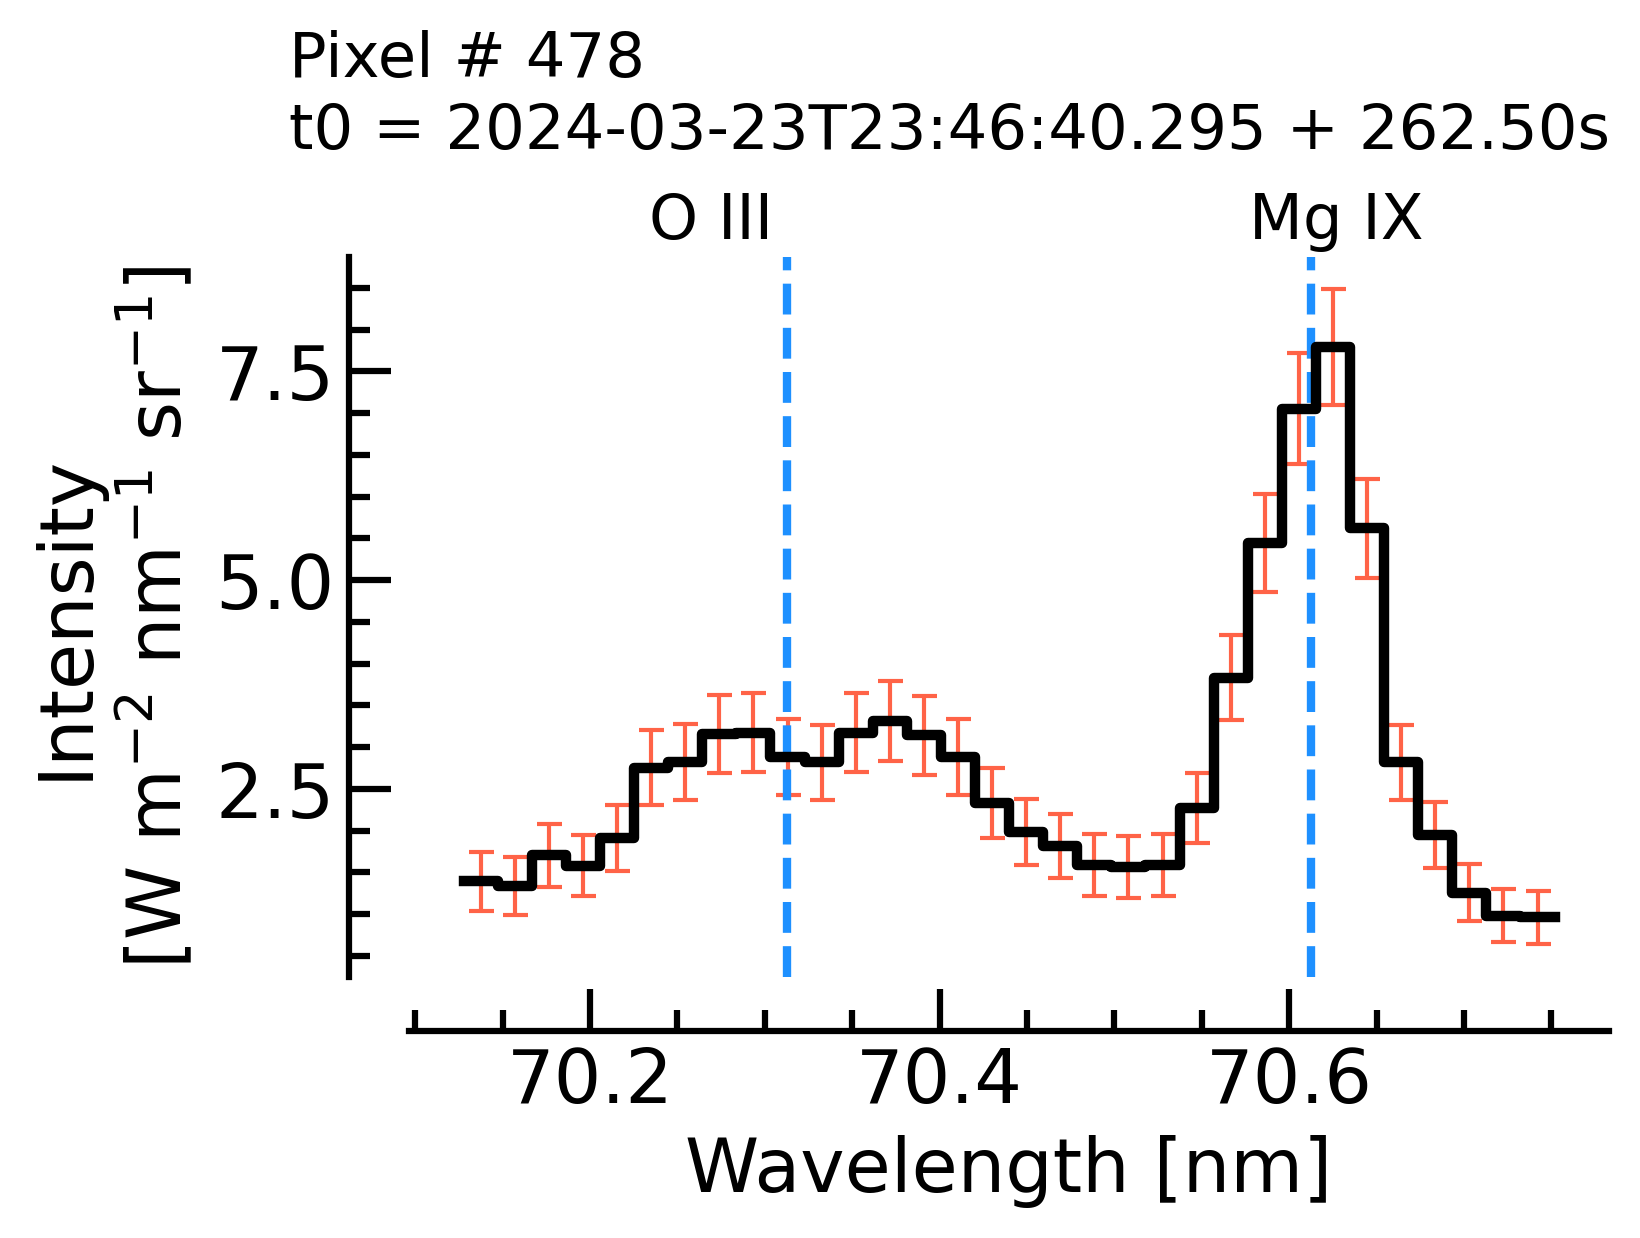 Pixel # 478
t0 = 2024-03-23T23:46:40.295 + 262.50s
O III
Mg IX
Intensity
[W m⁻² nm⁻¹ sr⁻¹]
7.5
5.0
2.5
70.2
70.4
70.6
Wavelength [nm]